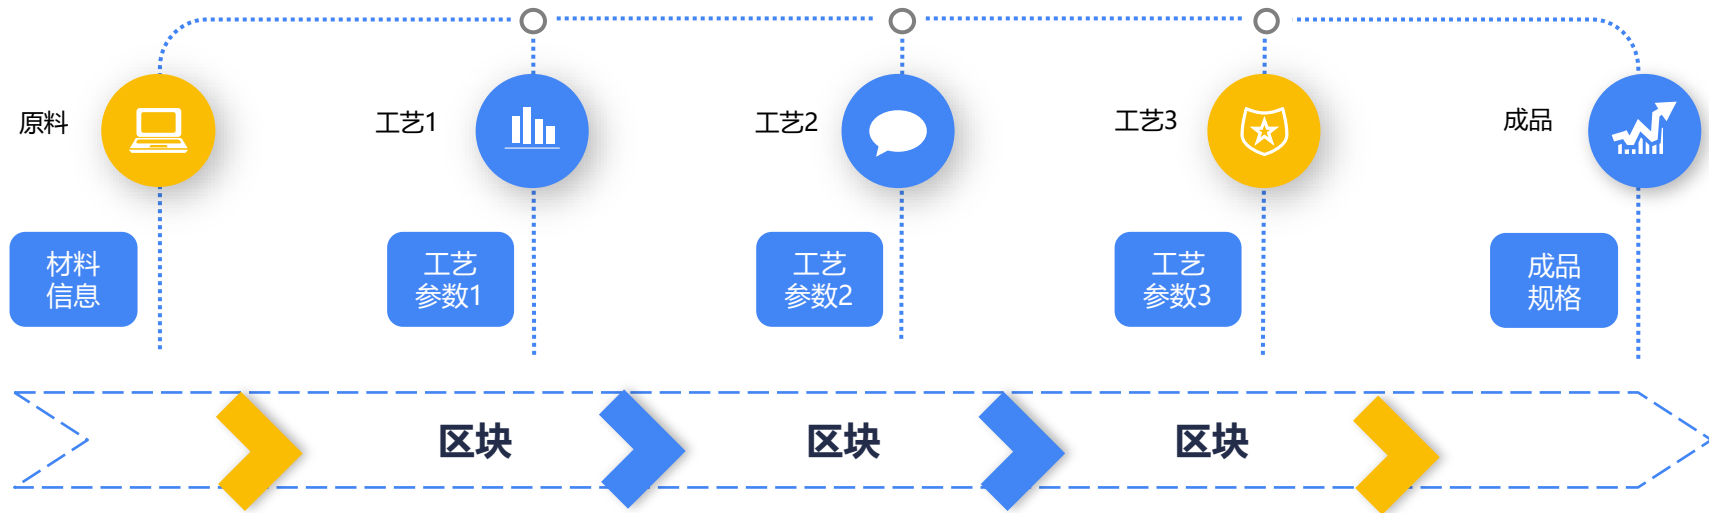 原料
工艺1
工艺2
工艺3
成品
材料
信息
工艺
参数1
工艺
参数2
工艺
参数3
成品
规格
区块
区块
区块